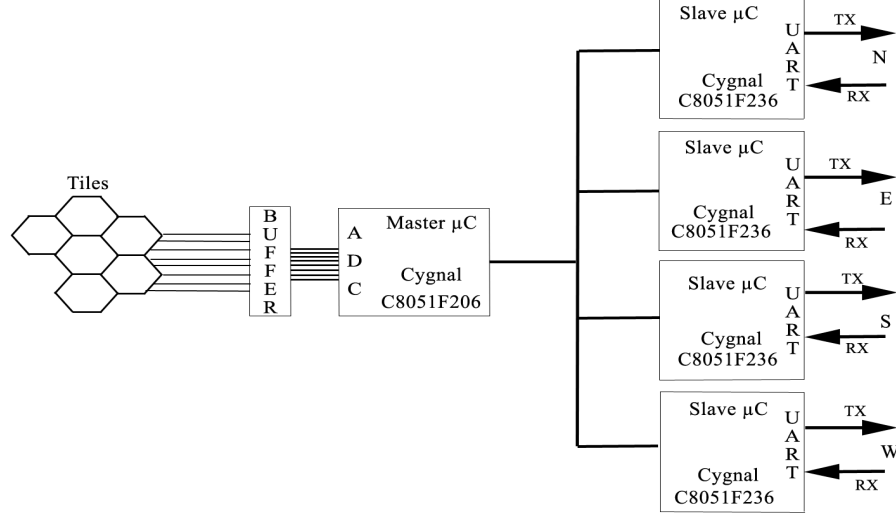 Tiles
BUFFER
ADC
Master μC
Cygnal
C8051F206
Slave μC
Cygnal
C8051F236
UART
TX
N
RX
Slave μC
Cygnal
C8051F236
UART
TX
E
RX
Slave μC
Cygnal
C8051F236
UART
TX
S
RX
Slave μC
Cygnal
C8051F236
UART
TX
W
RX